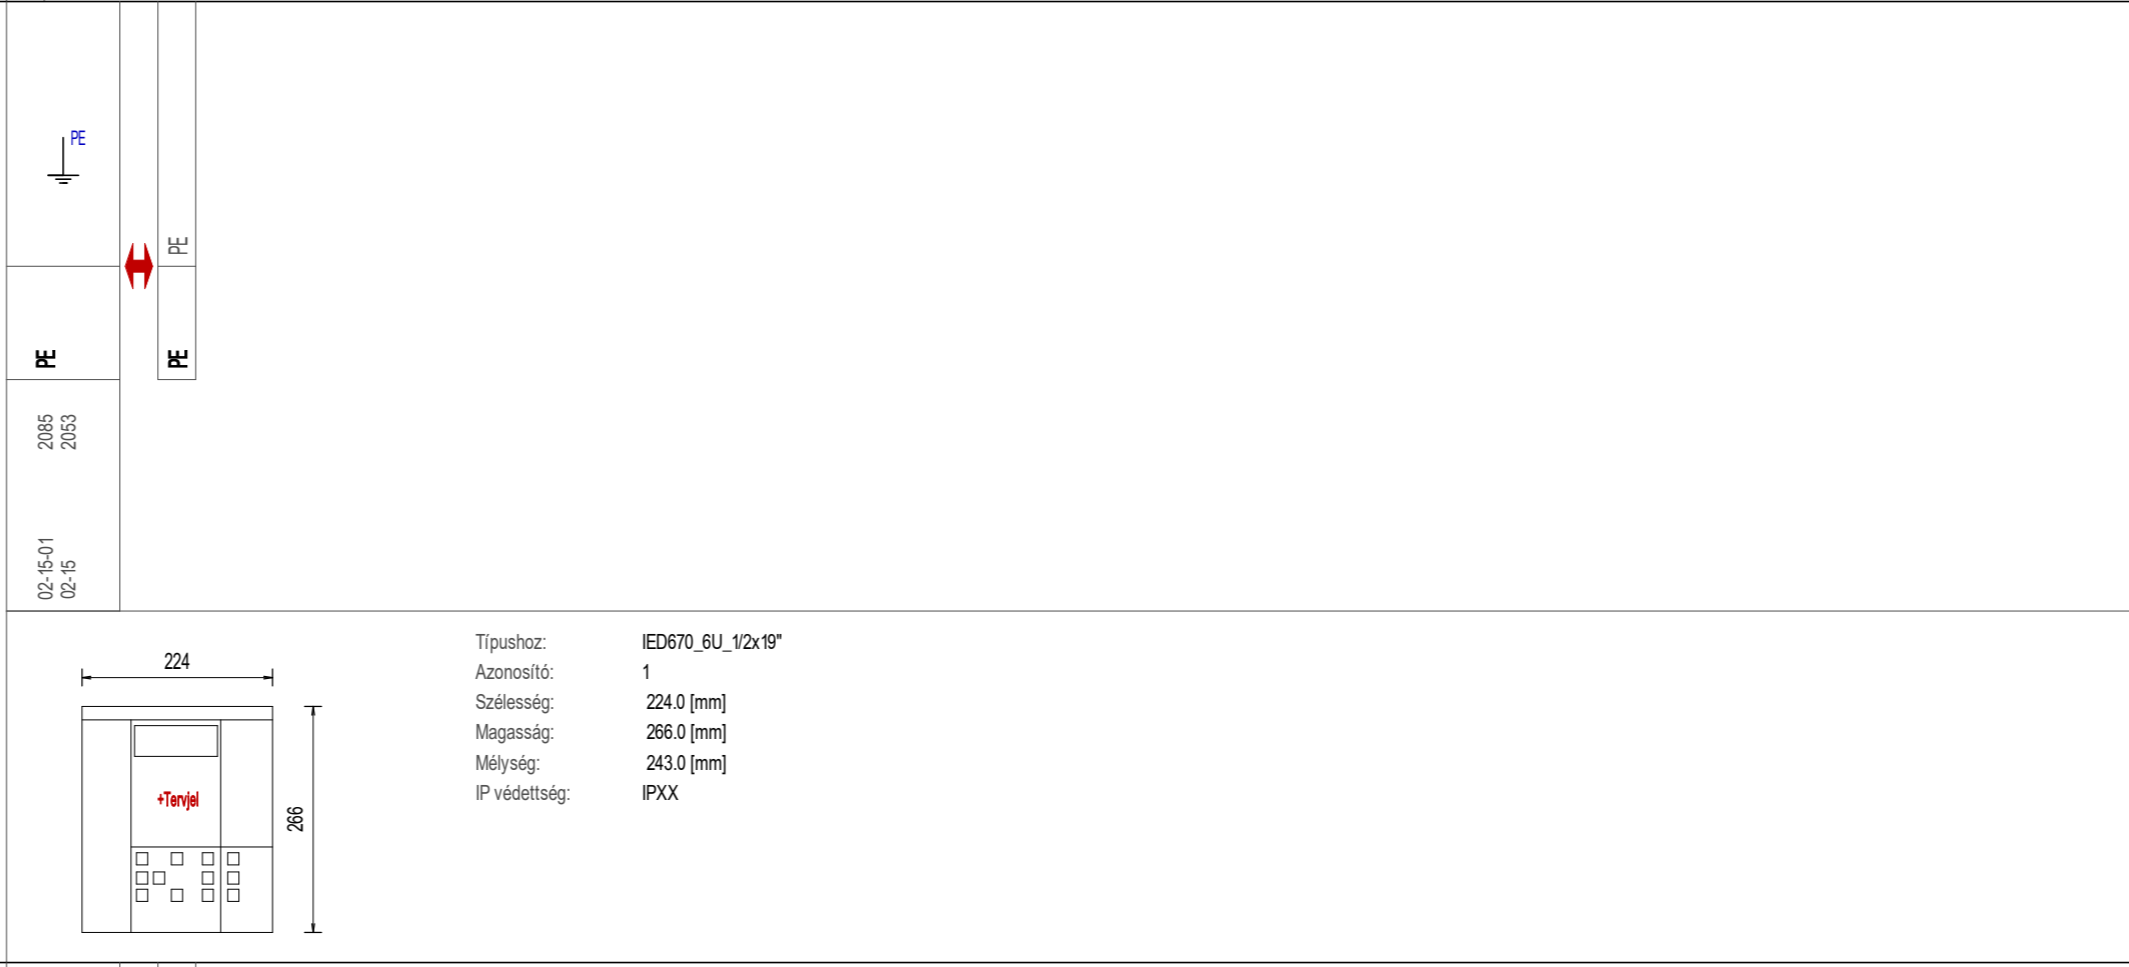 PE
PE
PE
PE
2085
2053
02-15-01
02-15
224
266
+Tervjel
Típushoz: IED670_6U_1/2x19"
Azonosító: 1
Szélesség: 224.0 [mm]
Magasság: 266.0 [mm]
Mélység: 243.0 [mm]
IP védettség: IPXX